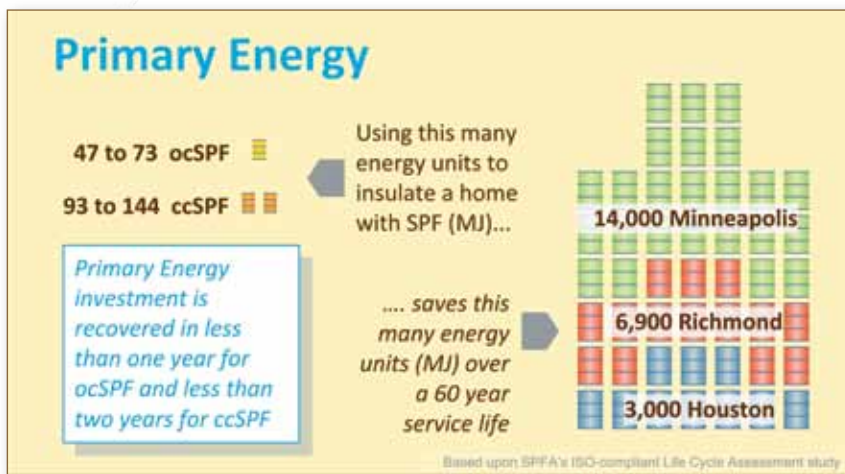 Primary Energy
47 to 73 ocSPF
93 to 144 ccSPF
Using this many
energy units to
insulate a home
with SPF (MJ)...
Primary Energy
investment is
recovered in less
than one year for
ocSPF and less than
two years for ccSPF
.... saves this
many energy
units (MJ) over
a 60 year
service life
14,000 Minneapolis
6,900 Richmond
3,000 Houston
Based upon SPFA's ISO-compliant Life Cycle Assessment study